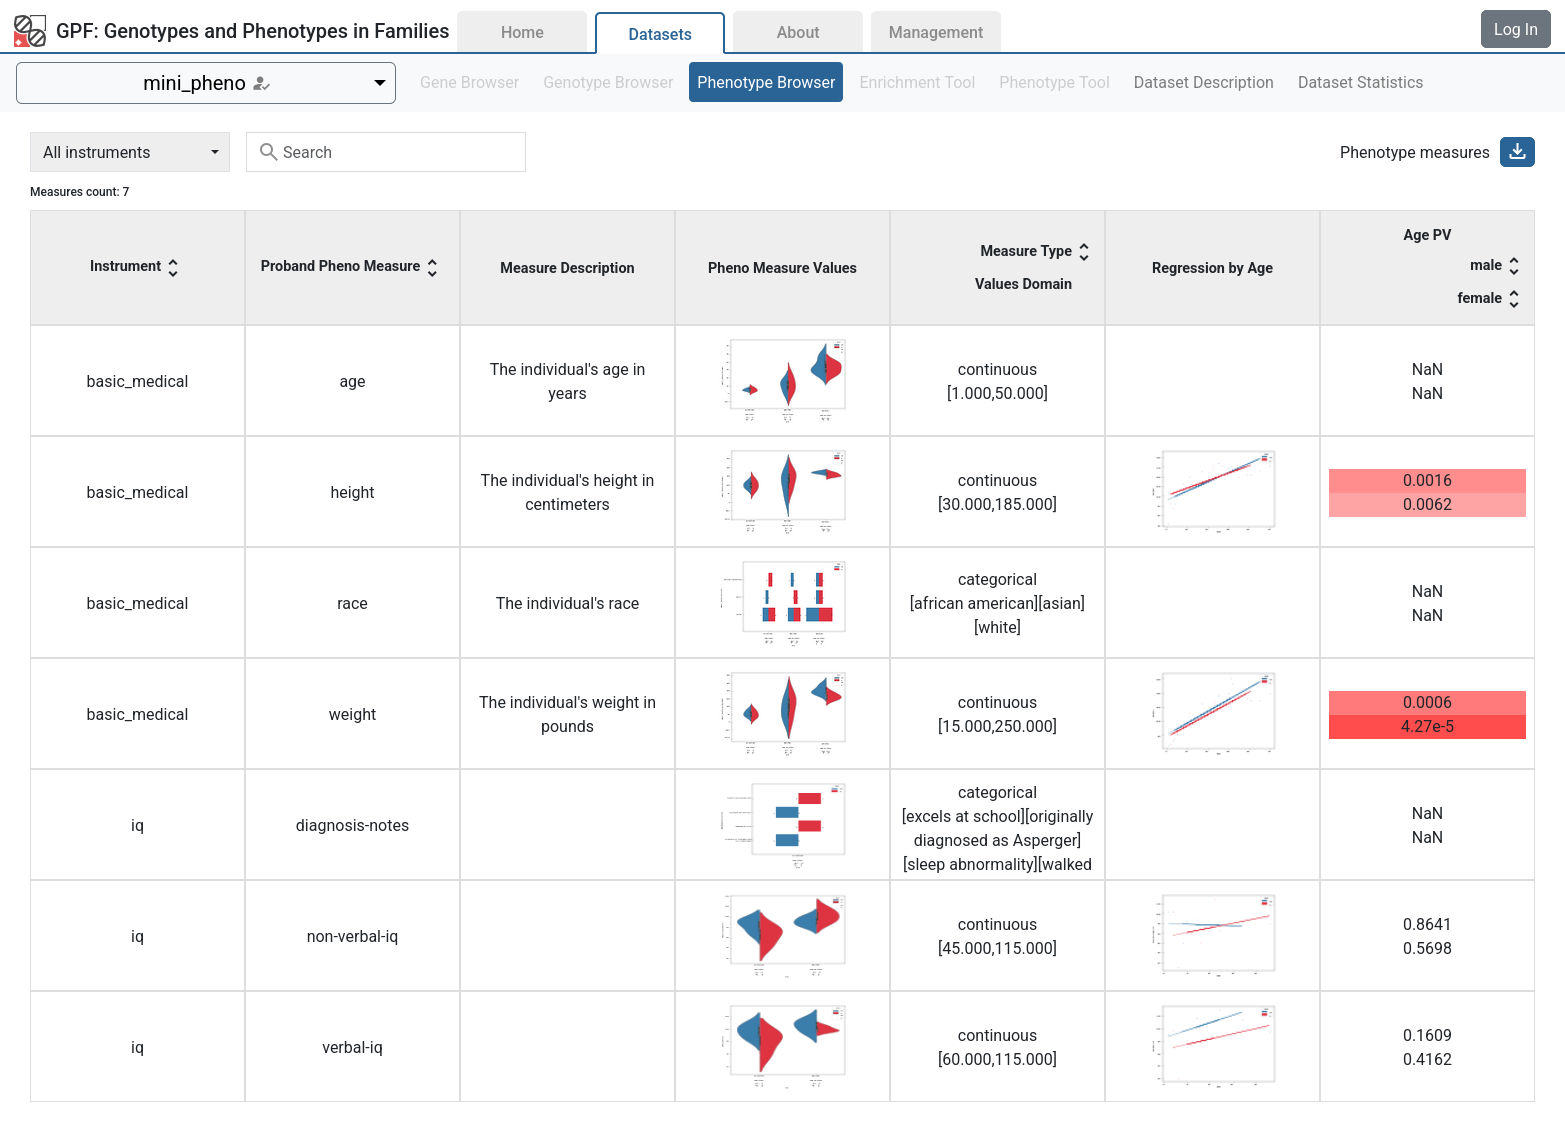 GPF: Genotypes and Phenotypes in Families
Home
Datasets
About
Management
Log In
mini_pheno
Gene Browser
Genotype Browser
Phenotype Browser
Enrichment Tool
Phenotype Tool
Dataset Description
Dataset Statistics
All instruments
Search
Phenotype measures
Measures count: 7
Instrument
Proband Pheno Measure
Measure Description
Pheno Measure Values
Measure Type
Values Domain
Regression by Age
Age PV
male
female
basic_medical
age
The individual's age in
years
continuous
[1.000,50.000]
NaN
NaN
basic_medical
height
The individual's height in
centimeters
continuous
[30.000,185.000]
0.0016
0.0062
basic_medical
race
The individual's race
categorical
[african american][asian]
[white]
NaN
NaN
basic_medical
weight
The individual's weight in
pounds
continuous
[15.000,250.000]
0.0006
4.27e-5
iq
diagnosis-notes
categorical
[excels at school][originally
diagnosed as Asperger]
[sleep abnormality][walked
NaN
NaN
iq
non-verbal-iq
continuous
[45.000,115.000]
0.8641
0.5698
iq
verbal-iq
continuous
[60.000,115.000]
0.1609
0.4162